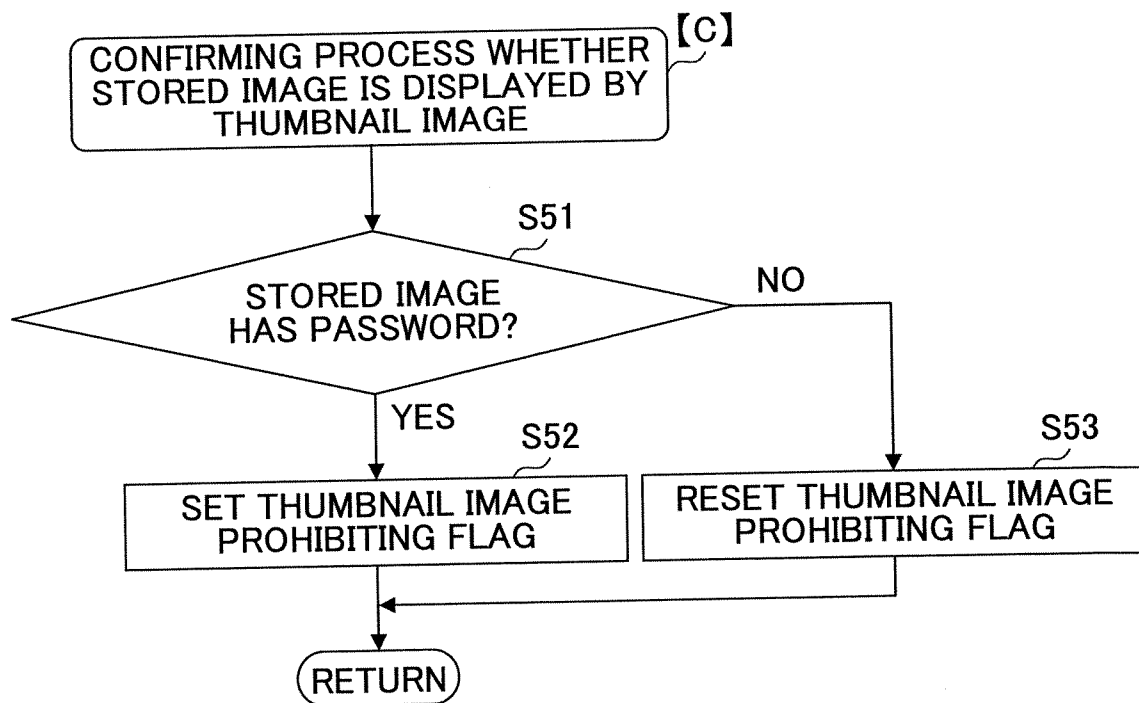 【C】
CONFIRMING PROCESS WHETHER
STORED IMAGE IS DISPLAYED BY
THUMBNAIL IMAGE
S51
STORED IMAGE
HAS PASSWORD?
NO
YES
S52
SET THUMBNAIL IMAGE
PROHIBITING FLAG
S53
RESET THUMBNAIL IMAGE
PROHIBITING FLAG
RETURN